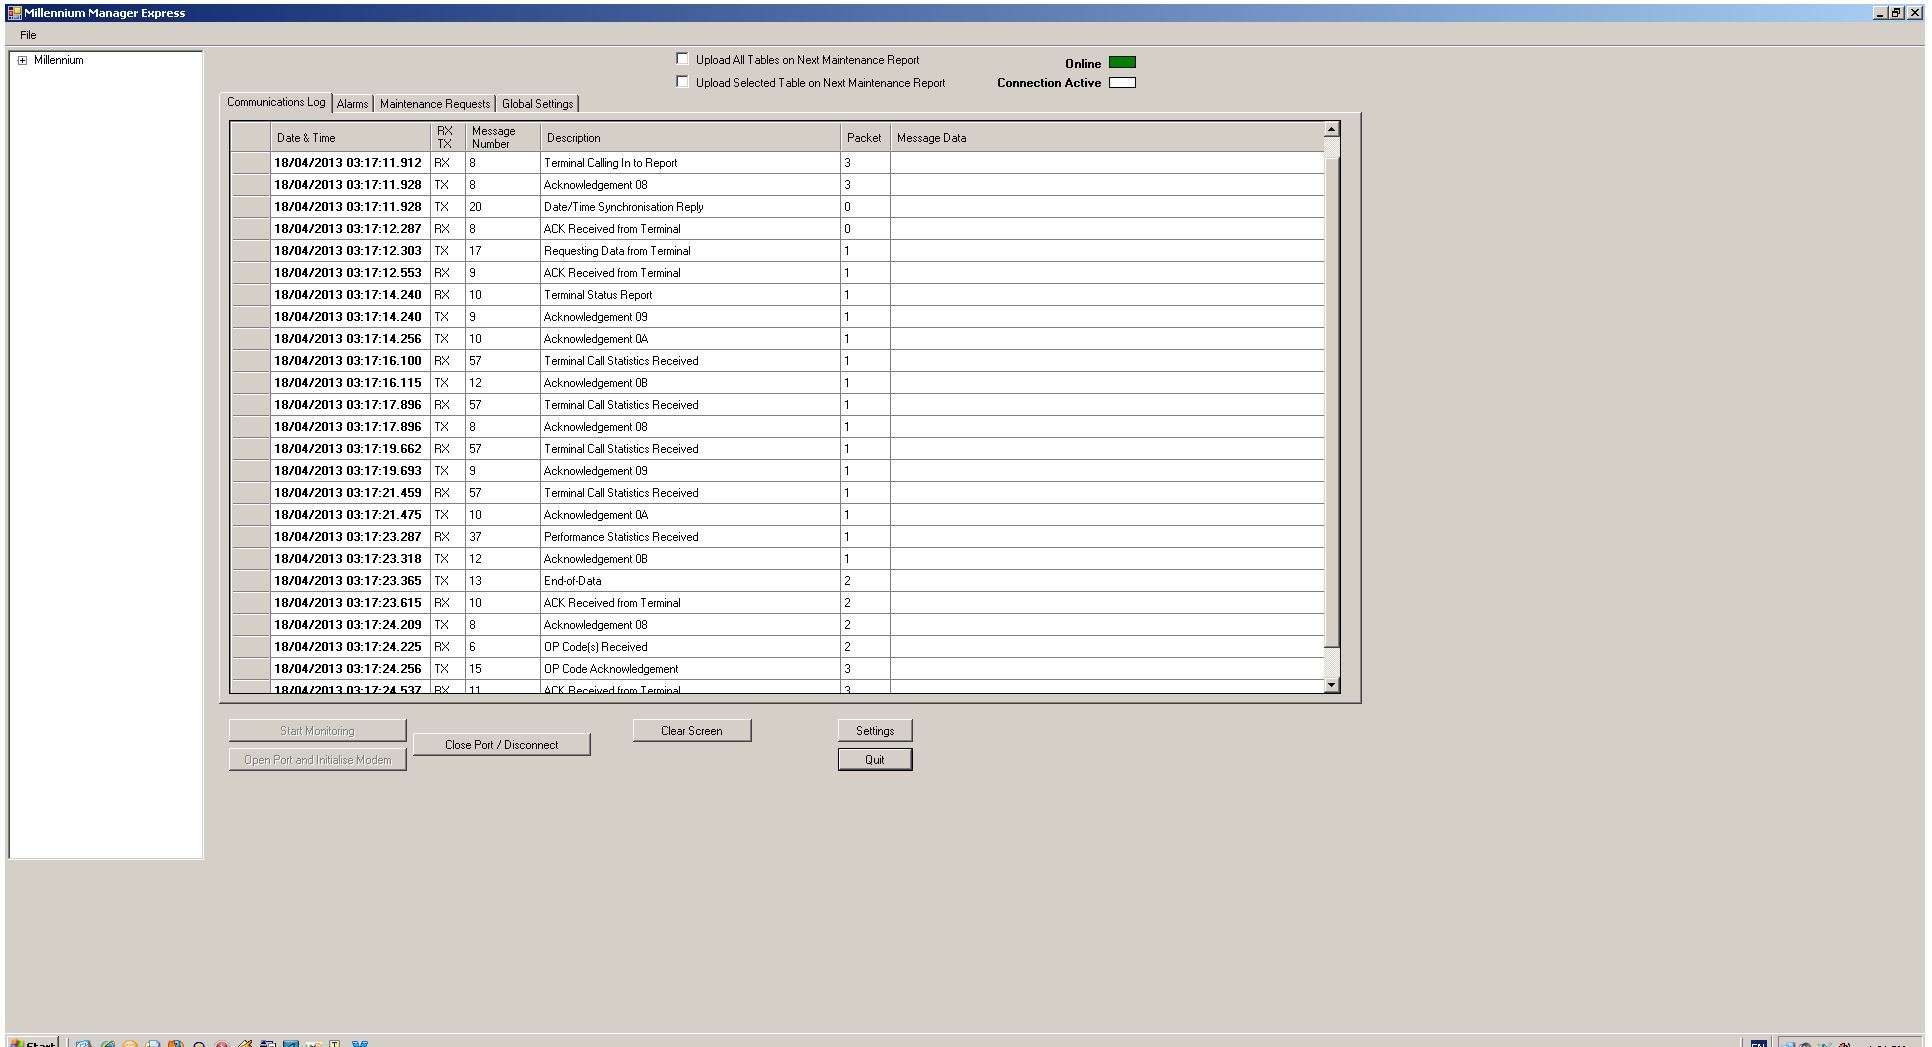 Millennium Manager Express
File
Millennium
Upload All Tables on Next Maintenance Report
Online
Upload Selected Table on Next Maintenance Report
Connection Active
Communications Log Alarms Maintenance Requests Global Settings
Date & Time RX TX Message Number Description Packet Message Data
18/04/2013 03:17:11.912 RX 8 Terminal Calling In to Report 3
18/04/2013 03:17:11.928 TX 8 Acknowledgement 08 3
18/04/2013 03:17:11.928 TX 20 Date/Time Synchronisation Reply 0
18/04/2013 03:17:12.287 RX 8 ACK Received from Terminal 0
18/04/2013 03:17:12.303 TX 17 Requesting Data from Terminal 1
18/04/2013 03:17:12.553 RX 9 ACK Received from Terminal 1
18/04/2013 03:17:14.240 RX 10 Terminal Status Report 1
18/04/2013 03:17:14.240 TX 9 Acknowledgement 09 1
18/04/2013 03:17:14.256 TX 10 Acknowledgement 0A 1
18/04/2013 03:17:16.100 RX 57 Terminal Call Statistics Received 1
18/04/2013 03:17:16.115 TX 12 Acknowledgement 0B 1
18/04/2013 03:17:17.896 RX 57 Terminal Call Statistics Received 1
18/04/2013 03:17:17.896 TX 8 Acknowledgement 08 1
18/04/2013 03:17:19.662 RX 57 Terminal Call Statistics Received 1
18/04/2013 03:17:19.693 TX 9 Acknowledgement 09 1
18/04/2013 03:17:21.459 RX 57 Terminal Call Statistics Received 1
18/04/2013 03:17:21.475 TX 10 Acknowledgement 0A 1
18/04/2013 03:17:23.287 RX 37 Performance Statistics Received 1
18/04/2013 03:17:23.318 TX 12 Acknowledgement 0B 1
18/04/2013 03:17:23.365 TX 13 End-of-Data 2
18/04/2013 03:17:23.615 RX 10 ACK Received from Terminal 2
18/04/2013 03:17:24.209 TX 8 Acknowledgement 08 2
18/04/2013 03:17:24.225 RX 6 OP Code(s) Received 2
18/04/2013 03:17:24.256 TX 15 OP Code Acknowledgement 3
18/04/2013 03:17:24.537 RX 11 ACK Received from Terminal 3
Start Monitoring Clear Screen Settings
Close Port / Disconnect
Open Port and Initialise Modem Quit
Start EN